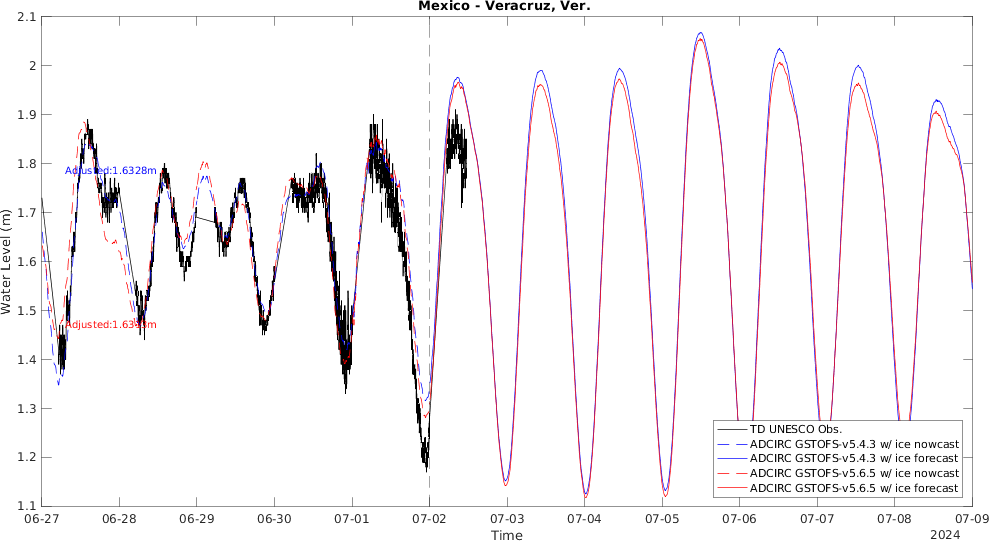 Mexico - Veracruz, Ver.
2.1
2
1.9
1.8
1.7
1.6
1.5
1.4
1.3
1.2
1.1
Water Level (m)
Adjusted:1.6328m
06-27 06-28 06-29 06-30 07-01 07-02 07-03 07-04 07-05 07-06 07-07 07-08 07-09
Time
2024
TD UNESCO Obs.
ADCIRC GSTOFS-v5.4.3 w/ ice nowcast
ADCIRC GSTOFS-v5.4.3 w/ ice forecast
ADCIRC GSTOFS-v5.6.5 w/ ice nowcast
ADCIRC GSTOFS-v5.6.5 w/ ice forecast